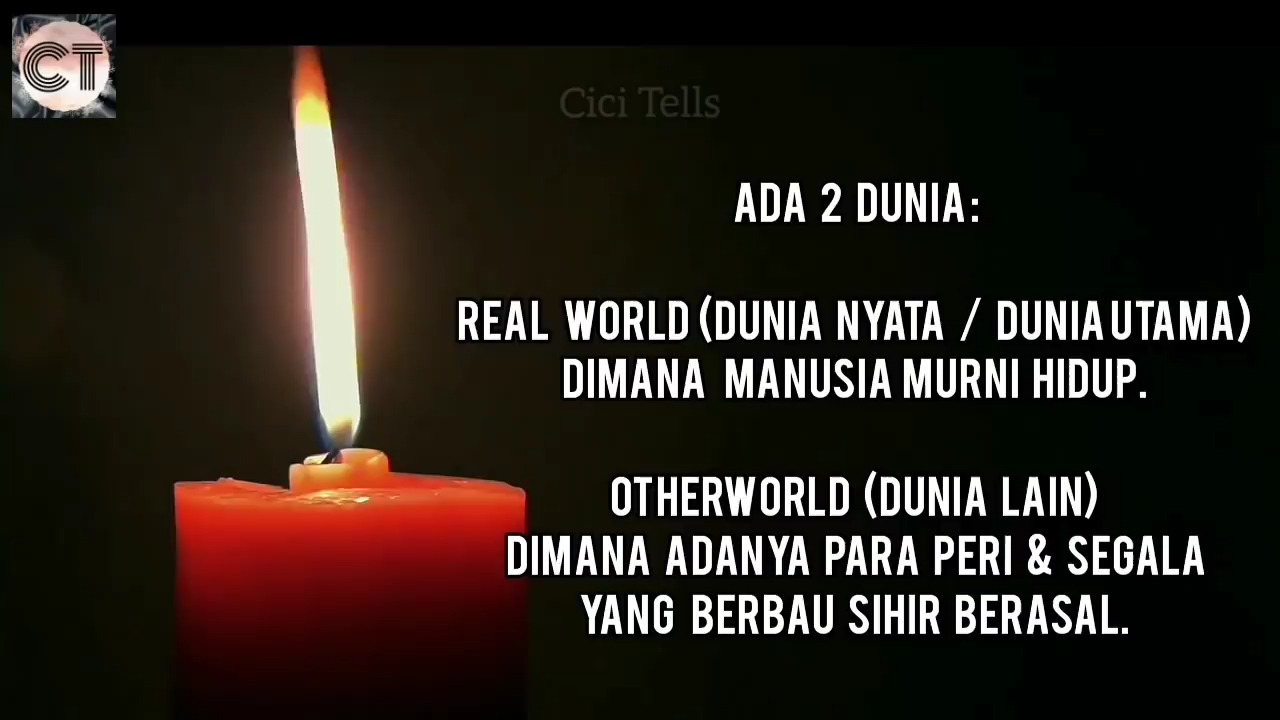 CT
Cici Tells
ADA 2 DUNIA:
REAL WORLD (DUNIA NYATA / DUNIA UTAMA)
DIMANA MANUSIA MURNI HIDUP.
OTHERWORLD (DUNIA LAIN)
DIMANA ADANYA PARA PERI & SEGALA
YANG BERBAU SIHIR BERASAL.